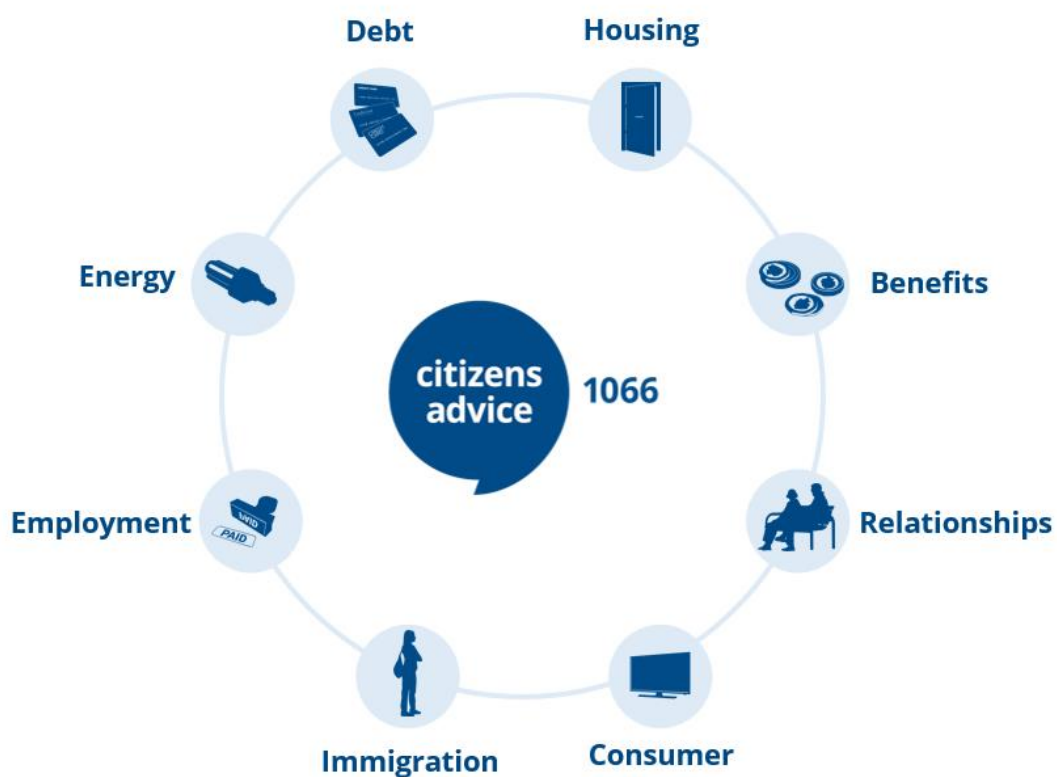 Debt
Housing
Energy
Benefits
citizens
advice
1066
Employment
PAID
Relationships
Immigration
Consumer